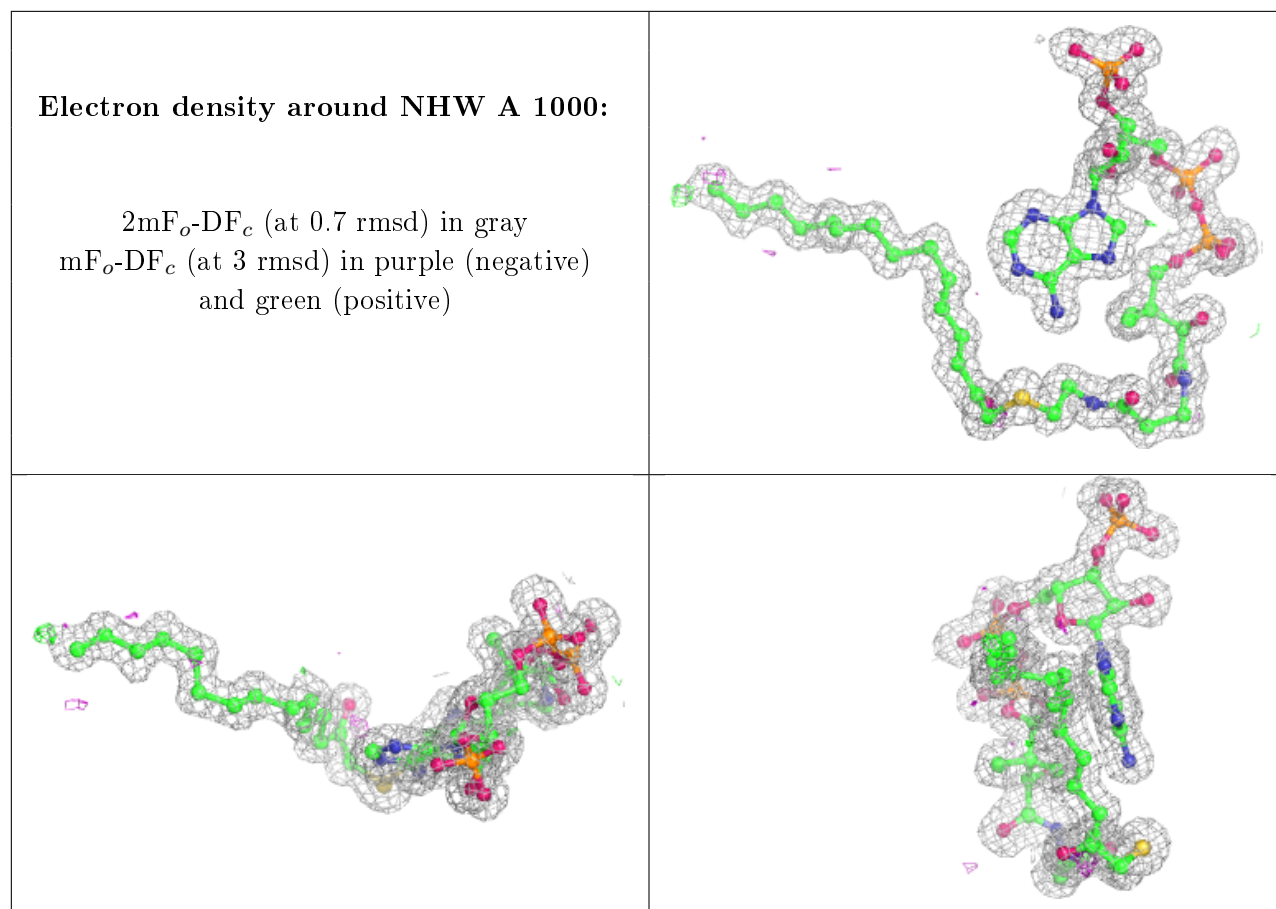 Electron density around NHW A 1000:
2mFo-DFc (at 0.7 rmsd) in gray
mFo-DFc (at 3 rmsd) in purple (negative)
and green (positive)